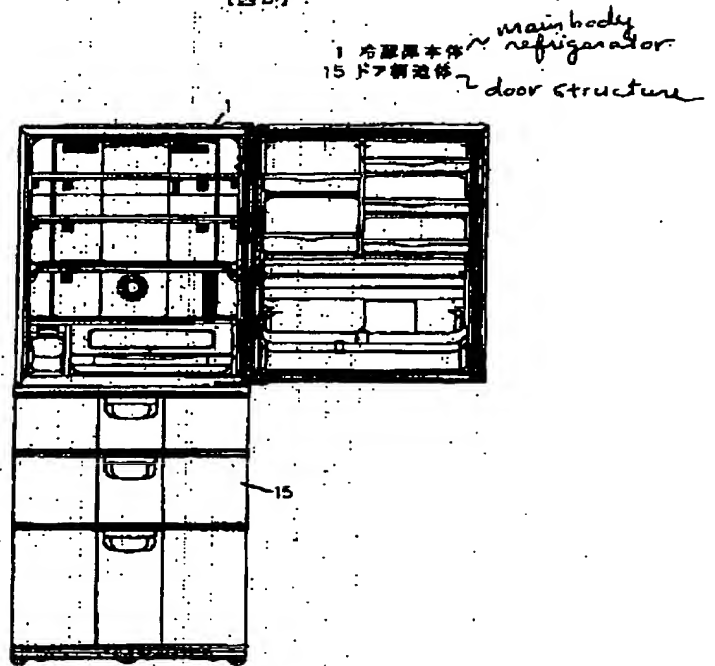 main body
refrigerator
1 冷蔵庫本体
15 ドア構造体
door structure
1
15